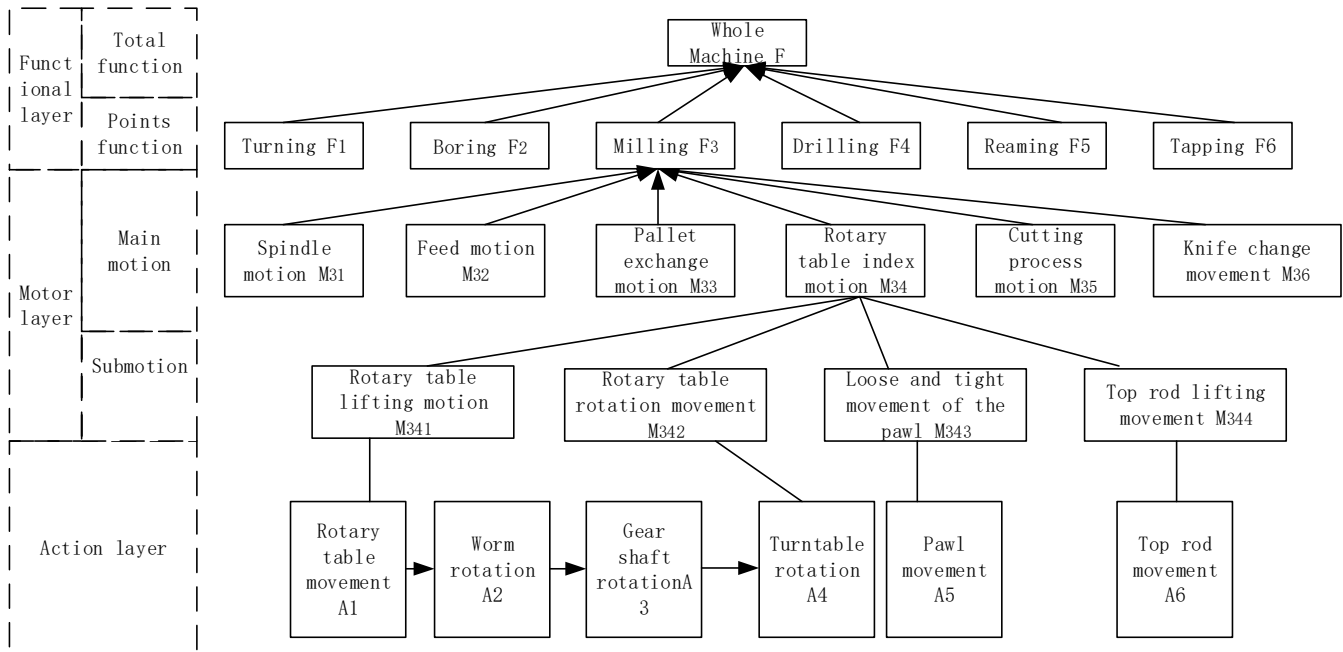 Whole
Machine F
Total
function
Funct
ional
layer
Points
function
Turning F1
Boring F2
Milling F3
Drilling F4
Reaming F5
Tapping F6
Main
motion
Spindle
motion M31
Feed motion
M32
Pallet
exchange
motion M33
Rotary
table index
motion M34
Cutting
process
motion M35
Knife change
movement M36
Motor
layer
Submotion
Rotary table
lifting motion
M341
Rotary table
rotation movement
M342
Loose and tight
movement of the
pawl M343
Top rod lifting
movement M344
Action layer
Rotary
table
movement
A1
Worm
rotation
A2
Gear
shaft
rotationA
3
Turntable
rotation
A4
Pawl
movement
A5
Top rod
movement
A6